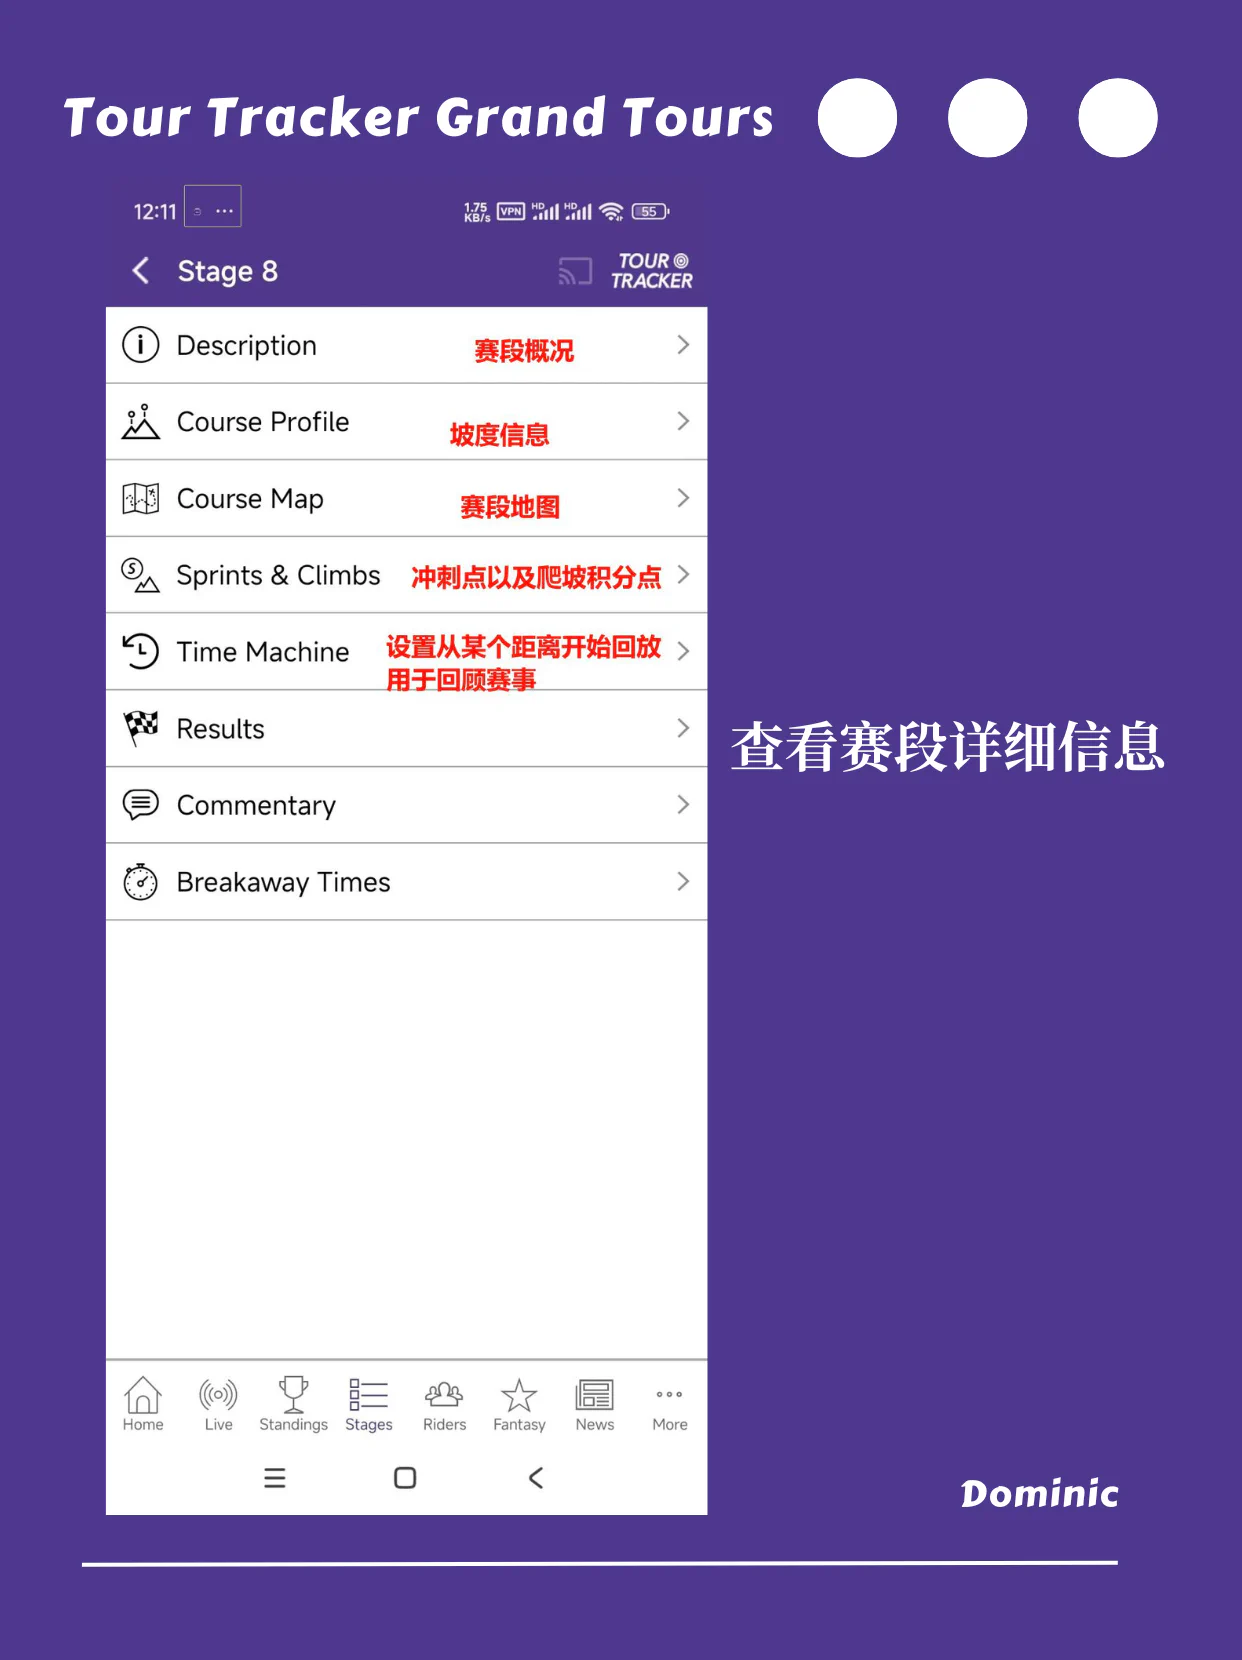 Tour Tracker Grand Tours
12:11
1.75 KB/s VPN HD HD 55
Stage 8
TOUR
TRACKER
Description 赛段概况
Course Profile 坡度信息
Course Map 赛段地图
Sprints & Climbs 冲刺点以及爬坡积分点
Time Machine 设置从某个距离开始回放
用于回顾赛事
Results
查看赛段详细信息
Commentary
Breakaway Times
Home Live Standings Stages Riders Fantasy News More
Dominic